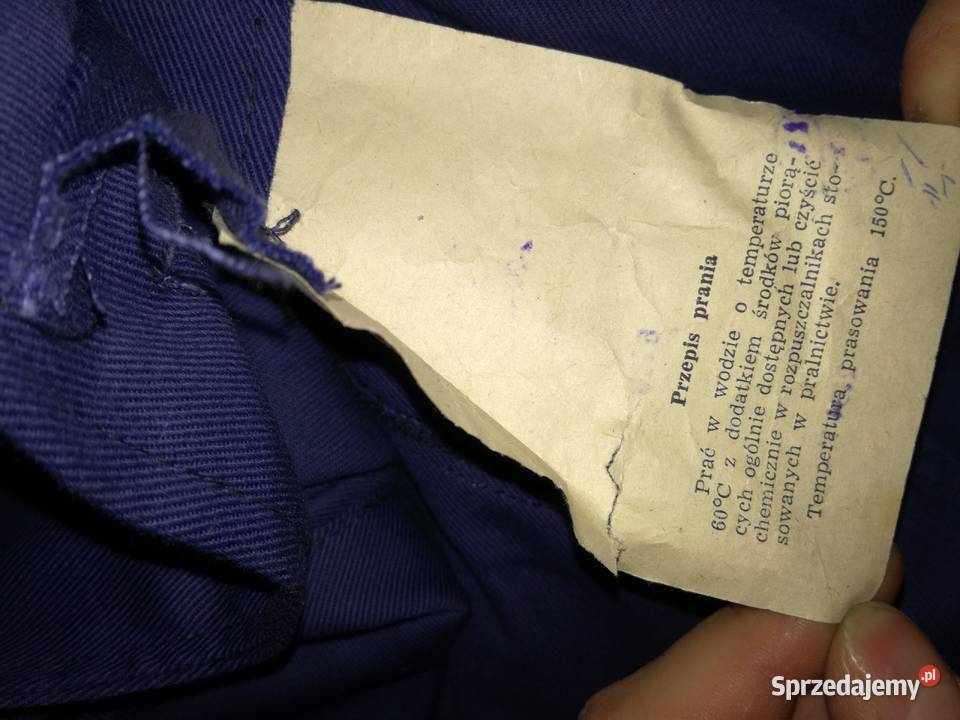 Przepis prania
Prać w wodzie o temperaturze
60°C z dodatkiem środków piorą-
cych ogólnie dostępnych lub czyścić
chemicznie w rozpuszczalnikach sto-
sowanych w pralnictwie.
Temperatura prasowania 150°C.
Sprzedajemy.pl